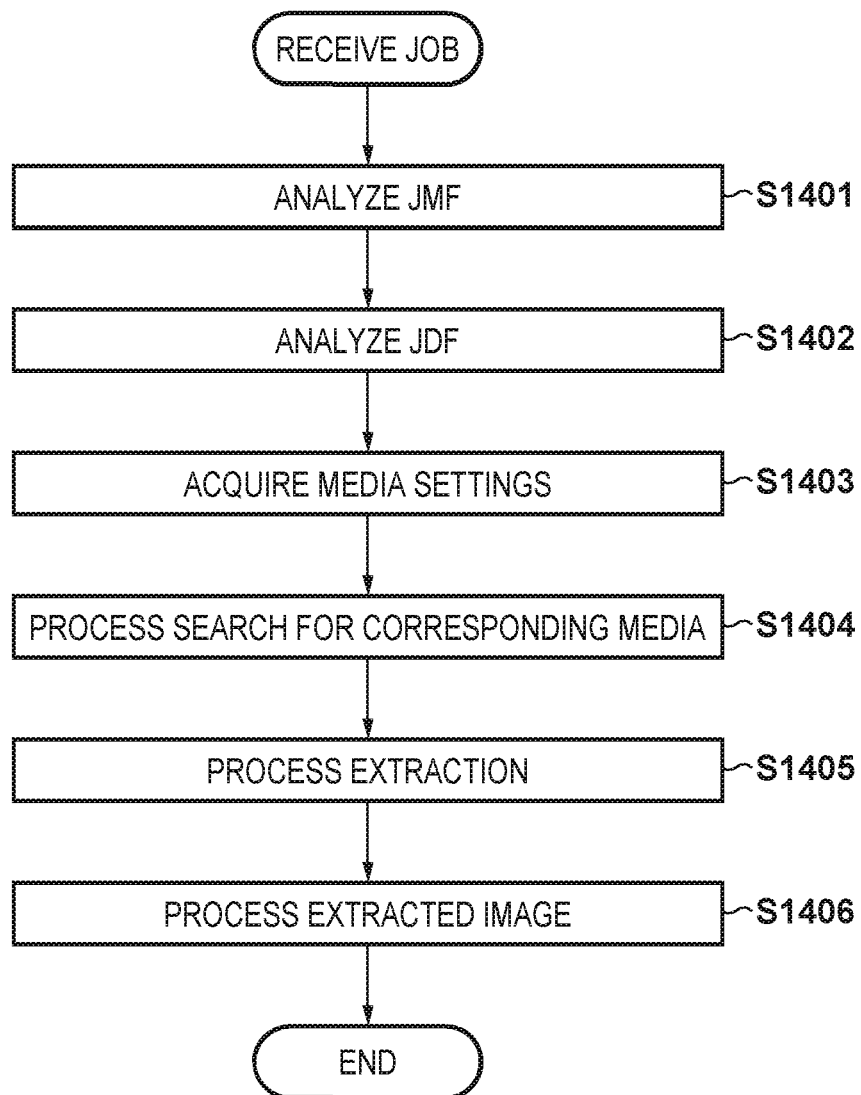 RECEIVE JOB
ANALYZE JMF
S1401
ANALYZE JDF
S1402
ACQUIRE MEDIA SETTINGS
S1403
PROCESS SEARCH FOR CORRESPONDING MEDIA
S1404
PROCESS EXTRACTION
S1405
PROCESS EXTRACTED IMAGE
S1406
END